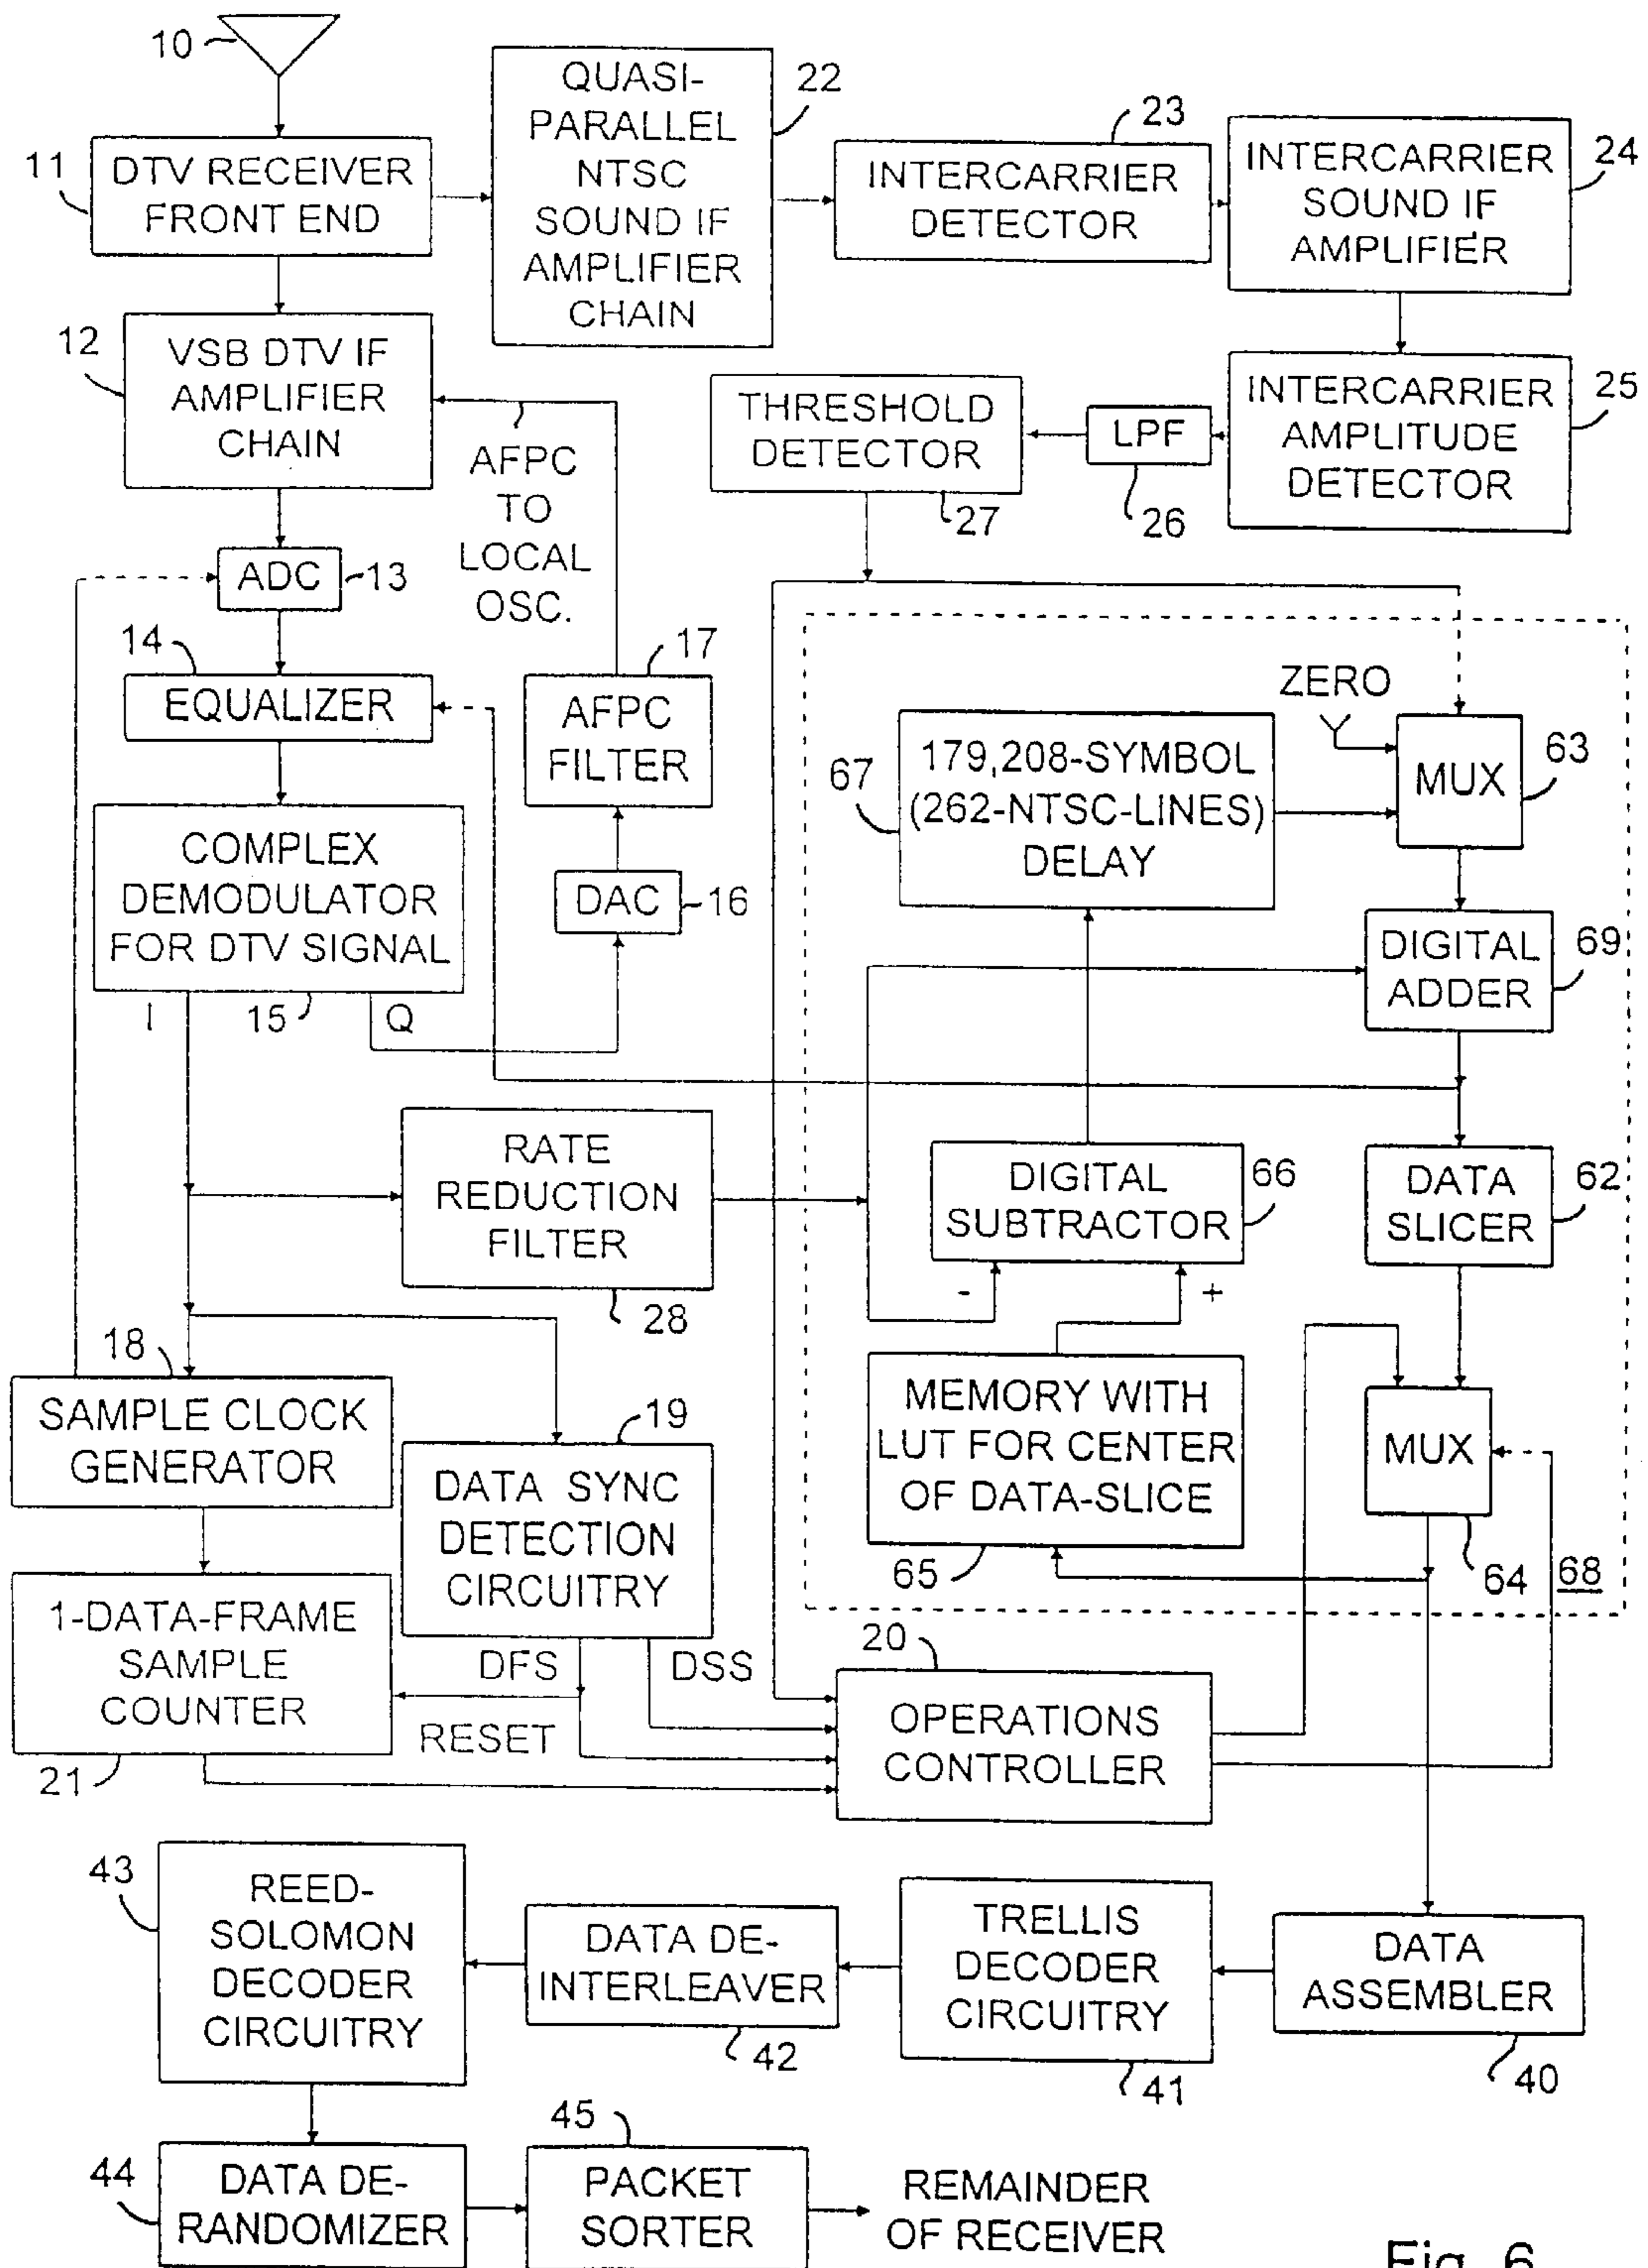 10
QUASI-
PARALLEL
NTSC
SOUND IF
AMPLIFIER
CHAIN
22
23
11
DTV RECEIVER
FRONT END
INTERCARRIER
DETECTOR
INTERCARRIER
SOUND IF
AMPLIFIER
24
12
VSB DTV IF
AMPLIFIER
CHAIN
AFPC
TO
LOCAL
OSC.
THRESHOLD
DETECTOR
27
LPF
26
INTERCARRIER
AMPLITUDE
DETECTOR
25
ADC
13
14
EQUALIZER
17
AFPC
FILTER
ZERO
67
179,208-SYMBOL
(262-NTSC-LINES)
DELAY
MUX
63
COMPLEX
DEMODULATOR
FOR DTV SIGNAL
DAC
16
DIGITAL
ADDER
69
I
15
Q
RATE
REDUCTION
FILTER
28
DIGITAL
SUBTRACTOR
66
- +
DATA
SLICER
62
18
SAMPLE CLOCK
GENERATOR
19
DATA SYNC
DETECTION
CIRCUITRY
MEMORY WITH
LUT FOR CENTER
OF DATA-SLICE
65
MUX
64
68
1-DATA-FRAME
SAMPLE
COUNTER
21
DFS
DSS
RESET
20
OPERATIONS
CONTROLLER
43
REED-
SOLOMON
DECODER
CIRCUITRY
DATA DE-
INTERLEAVER
42
TRELLIS
DECODER
CIRCUITRY
41
DATA
ASSEMBLER
40
44
DATA DE-
RANDOMIZER
45
PACKET
SORTER
REMAINDER
OF RECEIVER
Fig. 6